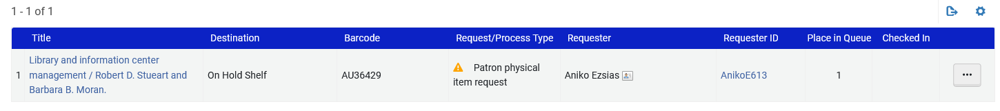 1 - 1 of 1
Title Destination Barcode Request/Process Type Requester Requester ID Place in Queue Checked In
1 Library and information center management / Robert D. Stueart and Barbara B. Moran. On Hold Shelf AU36429 Patron physical item request Aniko Ezsias AnikoE613 1